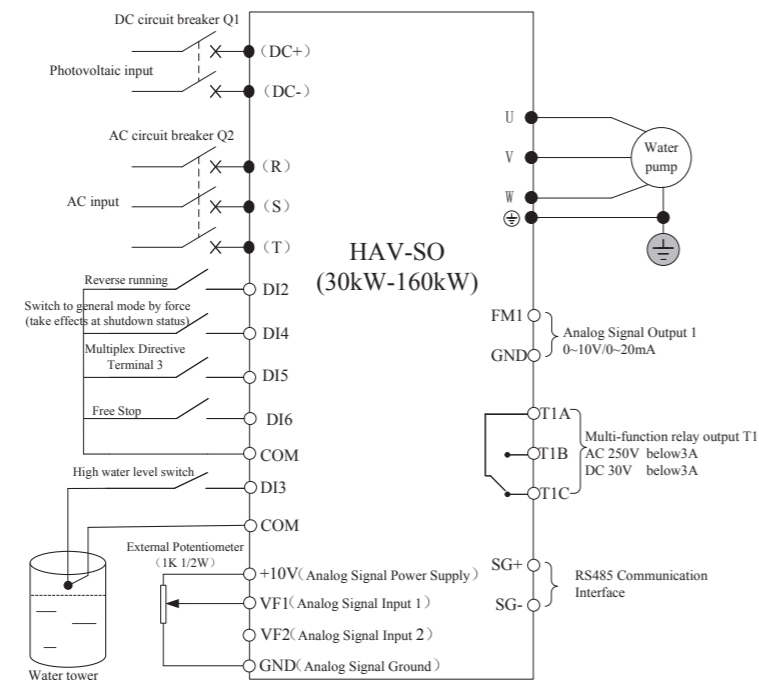 DC circuit breaker Q1
Photovoltaic input
（DC+）
（DC-）
AC circuit breaker Q2
AC input
（R）
（S）
（T）
Reverse running
DI2
Switch to general mode by force
(take effects at shutdown status)
DI4
Multiplex Directive
Terminal 3
DI5
Free Stop
DI6
COM
High water level switch
DI3
COM
External Potentiometer
（1K 1/2W）
+10V（Analog Signal Power Supply）
VF1(Analog Signal Input 1）
VF2(Analog Signal Input 2）
GND(Analog Signal Ground）
Water tower
HAV-SO
(30kW-160kW)
U
V
W
Water
pump
FM1
GND
Analog Signal Output 1
0~10V/0~20mA
T1A
T1B
T1C
Multi-function relay output T1
AC 250V below3A
DC 30V below3A
SG+
SG-
RS485 Communication
Interface